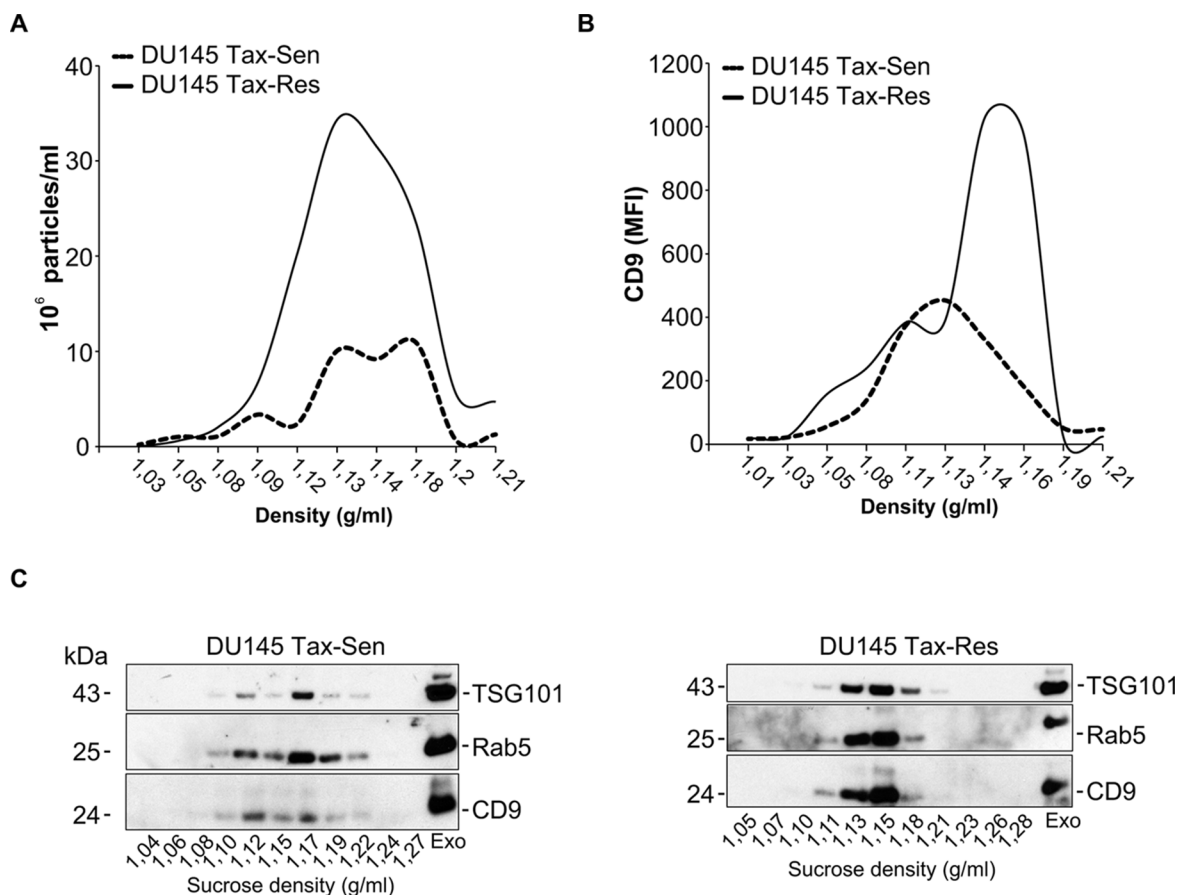 A
DU145 Tax-Sen
DU145 Tax-Res
40
30
20
10
0
10⁶ particles/ml
1,03 1,05 1,08 1,09 1,12 1,13 1,14 1,18 1,2 1,21
Density (g/ml)
B
DU145 Tax-Sen
DU145 Tax-Res
1200
1000
800
600
400
200
0
CD9 (MFI)
1,01 1,03 1,05 1,08 1,11 1,13 1,14 1,16 1,19 1,21
Density (g/ml)
C
DU145 Tax-Sen
kDa
43- -TSG101
25- -Rab5
24- -CD9
1,04 1,06 1,08 1,10 1,12 1,15 1,17 1,19 1,22 1,24 1,27 Exo
Sucrose density (g/ml)
DU145 Tax-Res
43- -TSG101
25- -Rab5
24- -CD9
1,05 1,07 1,10 1,11 1,13 1,15 1,18 1,21 1,23 1,26 1,28 Exo
Sucrose density (g/ml)